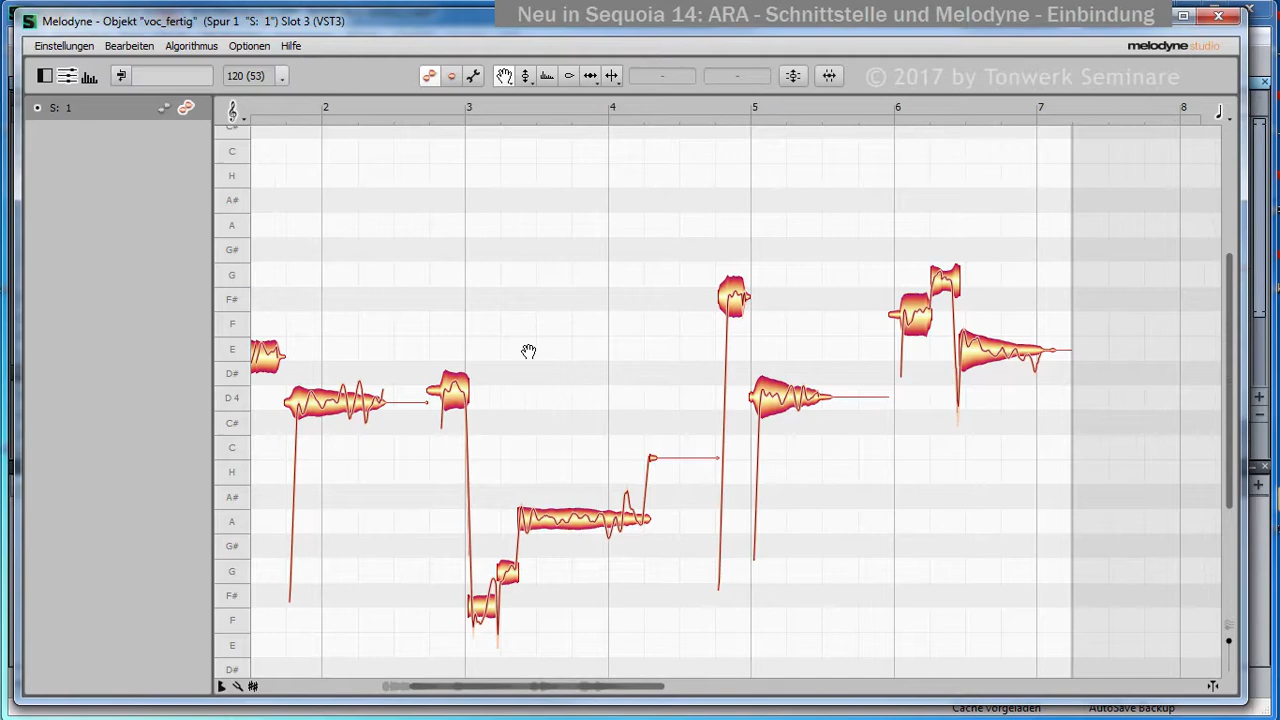 Melodyne - Objekt "voc_fertig" (Spur 1 "S: 1") Slot 3 (VST3)
Neu in Sequoia 14: ARA - Schnittstelle und Melodyne - Einbindung
Einstellungen Bearbeiten Algorithmus Optionen Hilfe
melodyne studio
120 (53)
- -
© 2017 by Tonwerk Seminare
S: 1
2 3 4 5 6 7 8
C#
C
H
A#
A
G#
G
F#
F
E
D#
D 4
C#
C
H
A#
A
G#
G
F#
F
E
D#
Cache vorgeladen AutoSave Backup